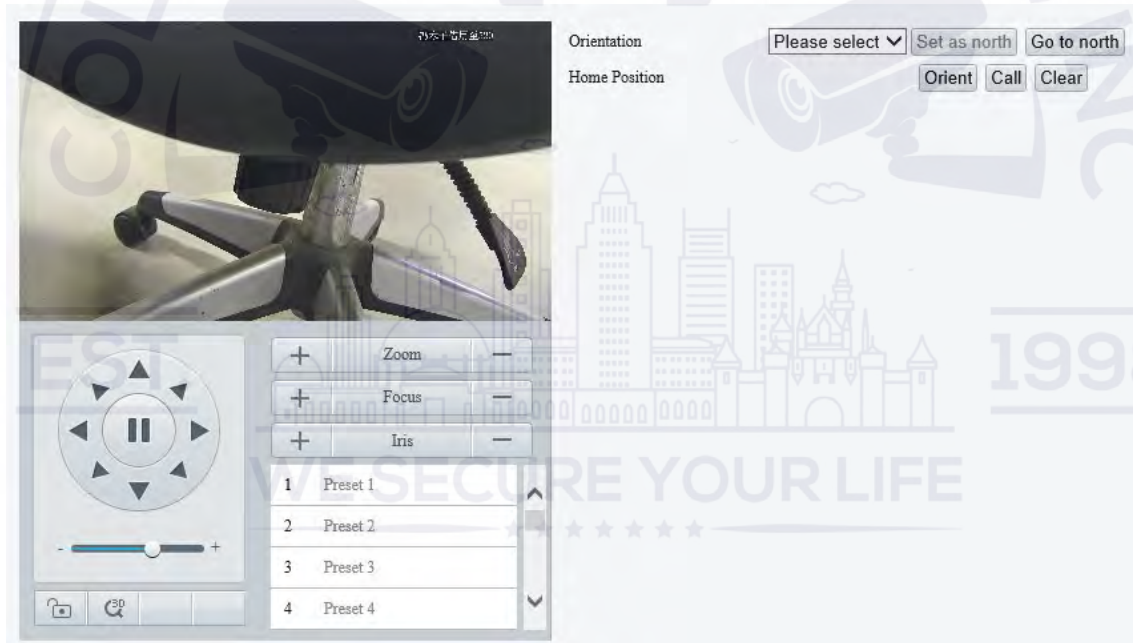 Orientation Please select Set as north Go to north
Home Position Orient Call Clear
+ Zoom —
+ Focus —
+ Iris —
1 Preset 1
2 Preset 2
3 Preset 3
4 Preset 4
- +
3D
EST
199
WE SECURE YOUR LIFE